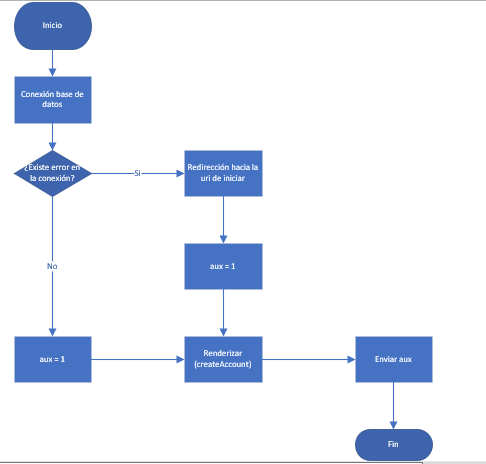 Inicio
Conexión base de
datos
¿Existe error en
la conexión?
Si
Redirección hacia la
uri de iniciar
aux = 1
No
aux = 1
Renderizar
(createAccount)
Enviar aux
Fin